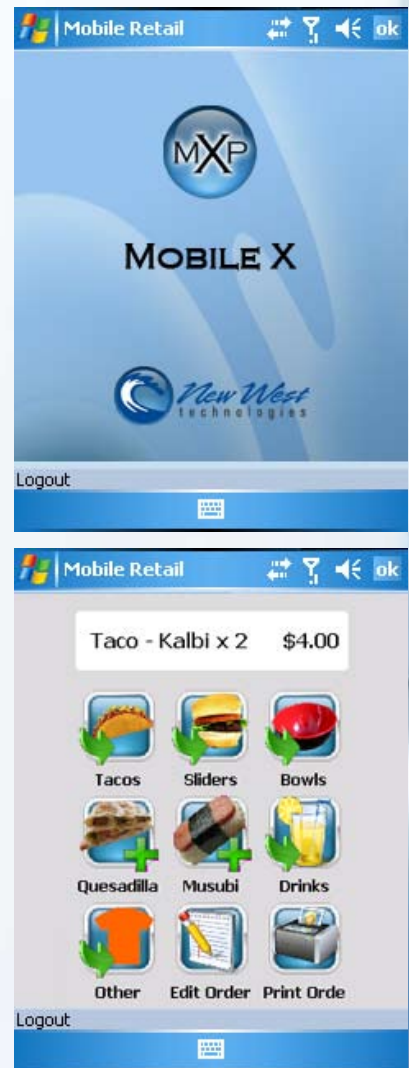 Mobile Retail ok
MXP
MOBILE X
New West
technologies
Logout
Mobile Retail ok
Taco - Kalbi x 2 $4.00
Tacos Sliders Bowls
Quesadilla Musubi Drinks
Other Edit Order Print Orde
Logout